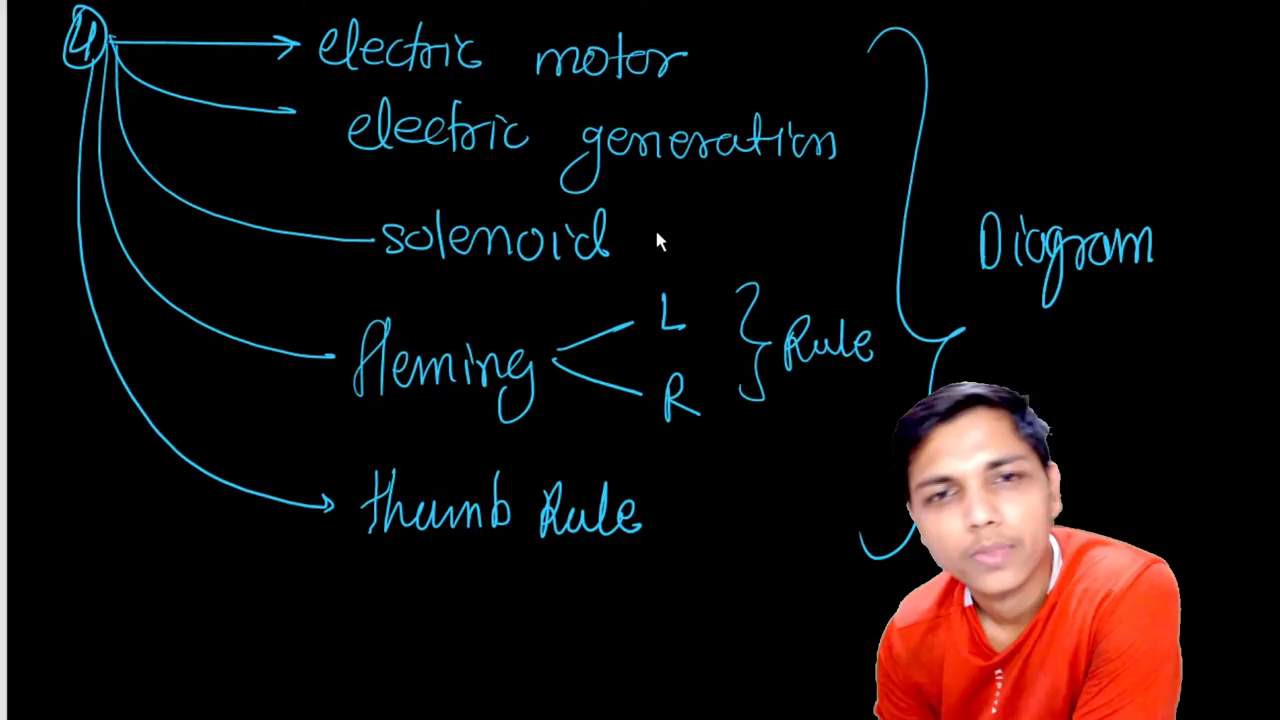 4
electric motor
electric generation
solenoid
fleming
L
R
Rule
thumb Rule
Diagram